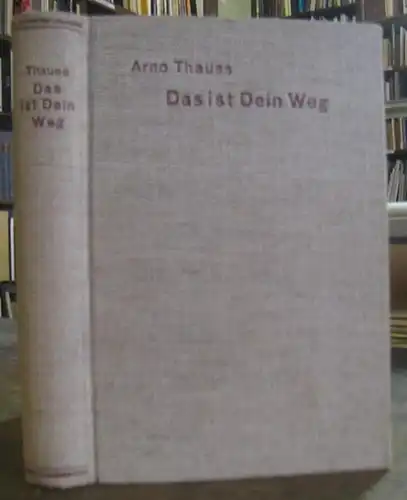 Thauss
Das
ist Dein
Weg
Arno Thauss
Das ist Dein Weg